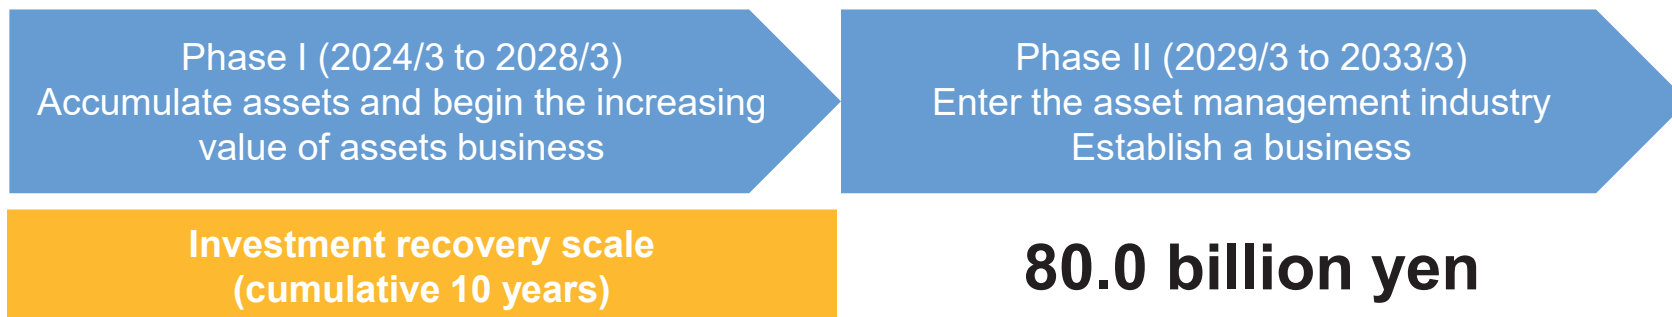 Phase I (2024/3 to 2028/3)
Accumulate assets and begin the increasing
value of assets business
Phase II (2029/3 to 2033/3)
Enter the asset management industry
Establish a business
Investment recovery scale
(cumulative 10 years)
80.0 billion yen